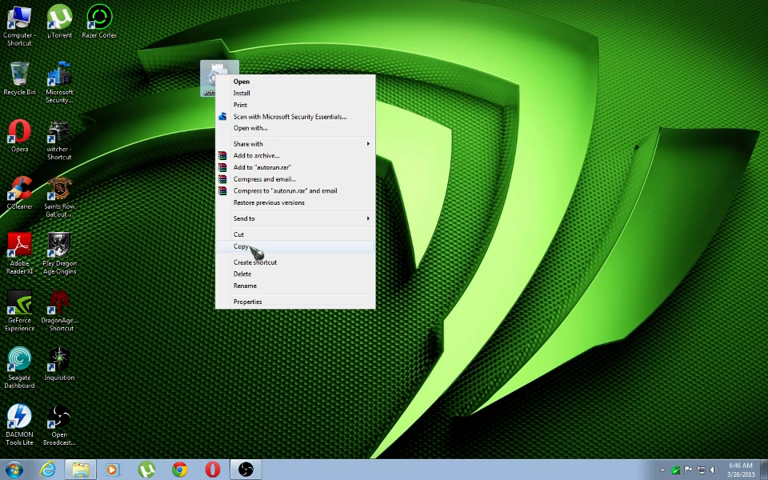 Computer -
Shortcut
µTorrent
Razer Cortex
Recycle Bin
Microsoft
Security...
Opera
witcher -
Shortcut
CCleaner
Saints Row
Gat out ...
Adobe
Reader XI
Play Dragon
Age Origins
GeForce
Experience
DragonAge...
- Shortcut
Seagate
Dashboard
Inquisition
DAEMON
Tools Lite
Open
Broadcast...
Open
Install
Print
Scan with Microsoft Security Essentials...
Open with...
Share with
Add to archive...
Add to "autorun.rar"
Compress and email...
Compress to "autorun.rar" and email
Restore previous versions
Send to
Cut
Copy
Create shortcut
Delete
Rename
Properties
6:46 AM
3/26/2015